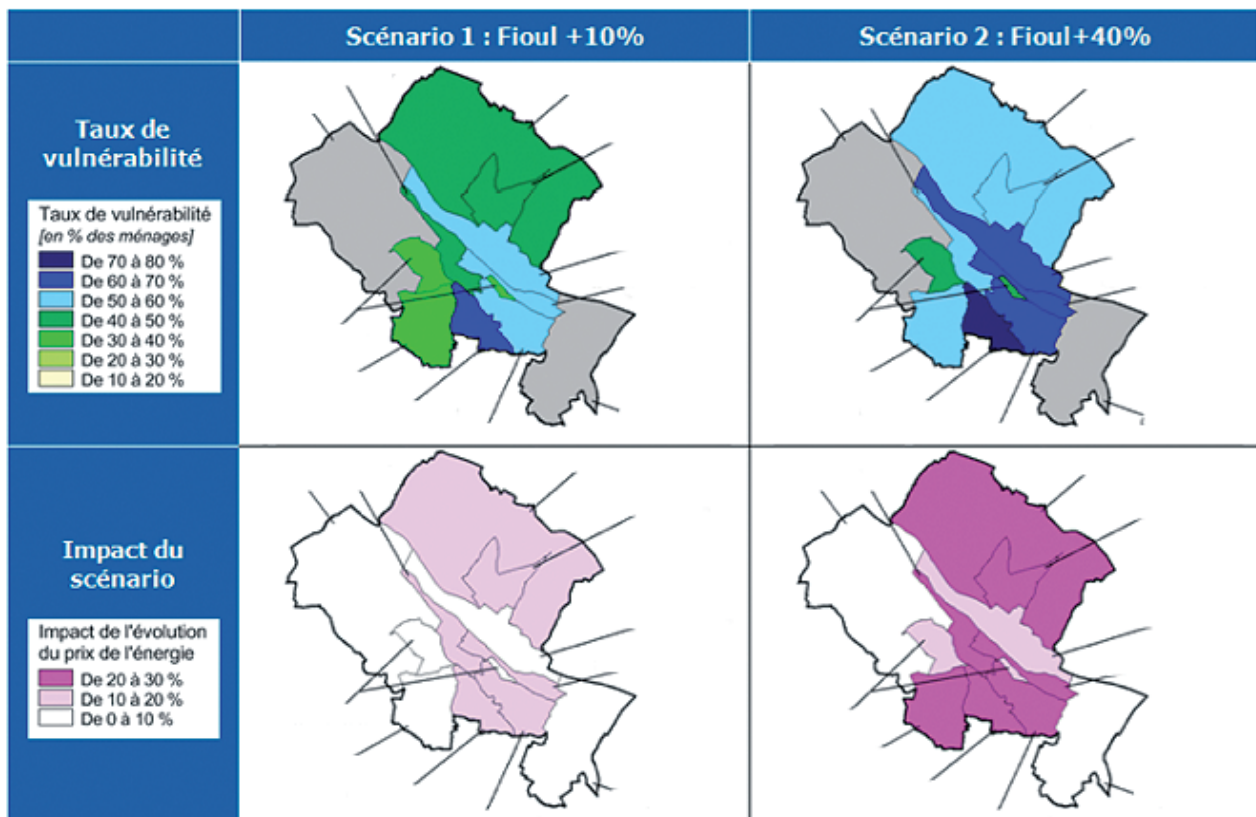 Scénario 1 : Fioul +10%
Scénario 2 : Fioul+40%
Taux de
vulnérabilité
Taux de vulnérabilité
[en % des ménages]
De 70 à 80 %
De 60 à 70 %
De 50 à 60 %
De 40 à 50 %
De 30 à 40 %
De 20 à 30 %
De 10 à 20 %
Impact du
scénario
Impact de l'évolution
du prix de l'énergie
De 20 à 30 %
De 10 à 20 %
De 0 à 10 %